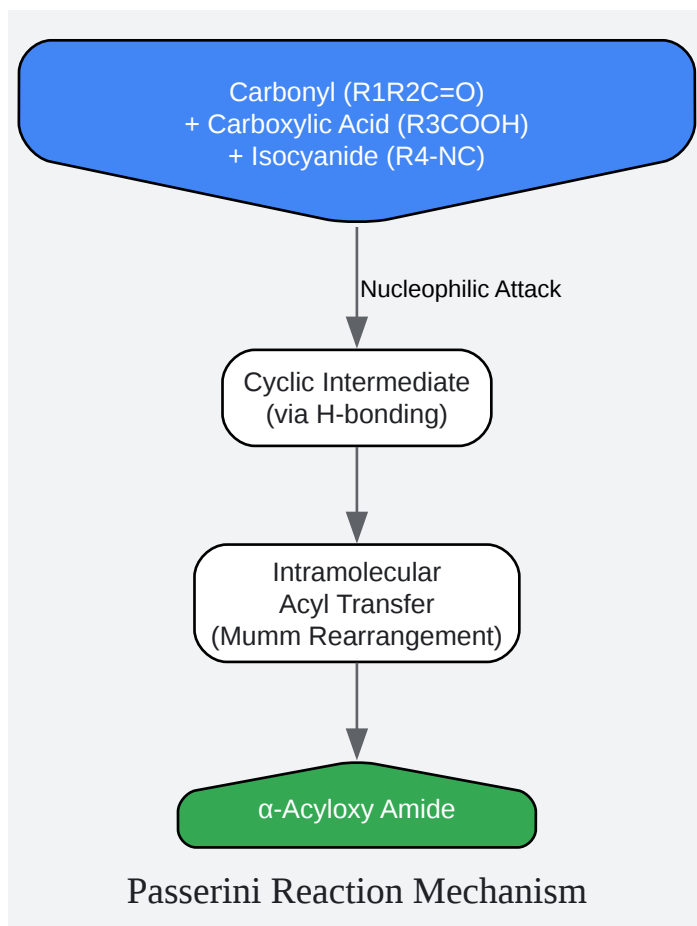 Carbonyl (R1R2C=O)
+ Carboxylic Acid (R3COOH)
+ Isocyanide (R4-NC)
Nucleophilic Attack
Cyclic Intermediate
(via H-bonding)
Intramolecular
Acyl Transfer
(Mumm Rearrangement)
α-Acyloxy Amide
Passerini Reaction Mechanism